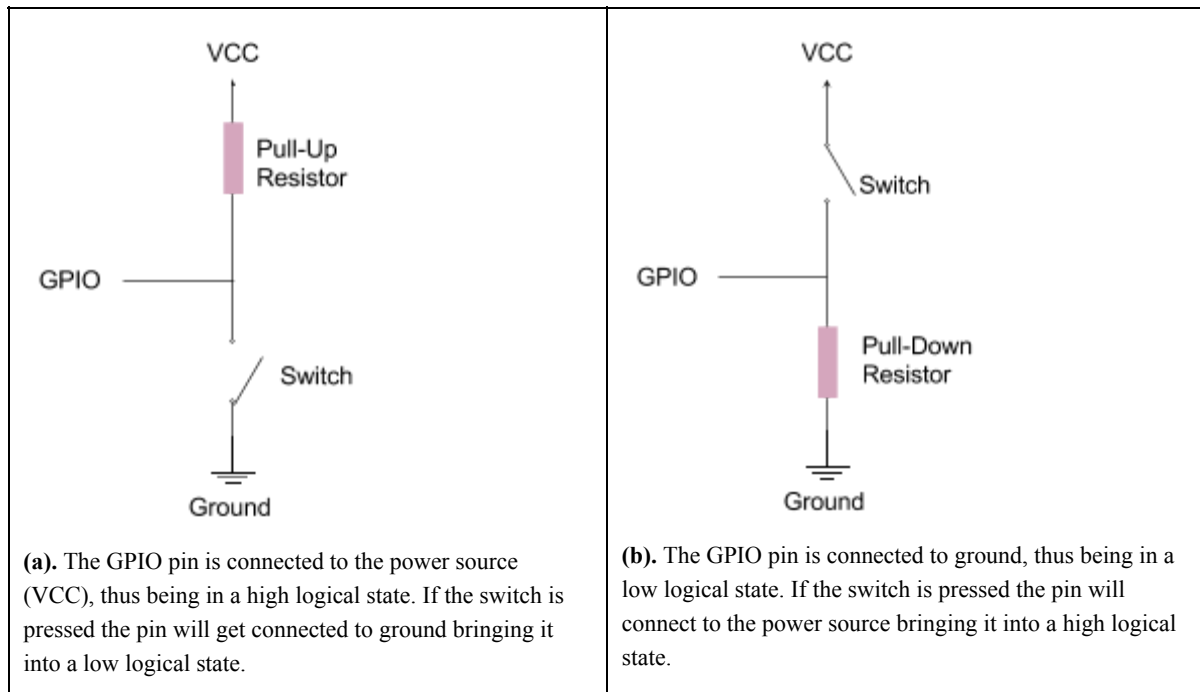 VCC
Pull-Up
Resistor
GPIO
Switch
Ground
(a). The GPIO pin is connected to the power source
(VCC), thus being in a high logical state. If the switch is
pressed the pin will get connected to ground bringing it
into a low logical state.
VCC
Switch
GPIO
Pull-Down
Resistor
Ground
(b). The GPIO pin is connected to ground, thus being in a
low logical state. If the switch is pressed the pin will
connect to the power source bringing it into a high logical
state.